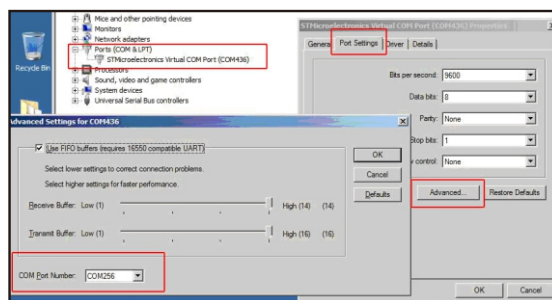 Recycle Bin
Mice and other pointing devices
Monitors
Network adapters
Ports (COM & LPT)
STMicroelectronics Virtual COM Port (COM436)
Processors
Sound, video and game controllers
System devices
Universal Serial Bus controllers
STMicroelectronics Virtual COM Port (COM436) Properties
General Port Settings Driver Details
Bits per second: 9600
Data bits: 8
Parity: None
Stop bits: 1
control: None
Advanced... Restore Defaults
OK Cancel
Advanced Settings for COM436
Use FIFO buffers (requires 16550 compatible UART)
Select lower settings to correct connection problems.
Select higher settings for faster performance.
Receive Buffer: Low (1) High (14) (14)
Transmit Buffer: Low (1) High (16) (16)
COM Port Number: COM256
OK
Cancel
Defaults